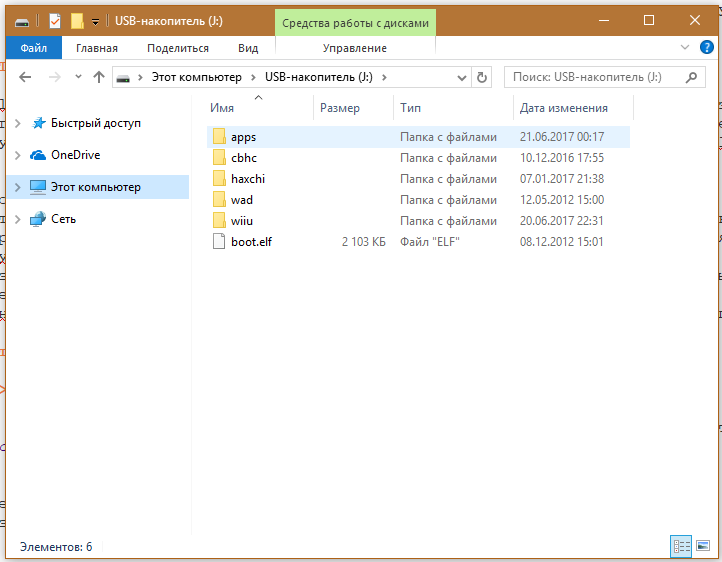 USB-накопитель (J:)
Средства работы с дисками
Файл Главная Поделиться Вид Управление
Этот компьютер USB-накопитель (J:)
Поиск: USB-накопитель (J:)
Имя Размер Тип Дата изменения
Быстрый доступ
OneDrive
Этот компьютер
Сеть
apps Папка с файлами 21.06.2017 00:17
cbhc Папка с файлами 10.12.2016 17:55
haxchi Папка с файлами 07.01.2017 21:38
wad Папка с файлами 12.05.2012 15:00
wiiu Папка с файлами 20.06.2017 22:31
boot.elf 2 103 КБ Файл "ELF" 08.12.2012 15:01
Элементов: 6